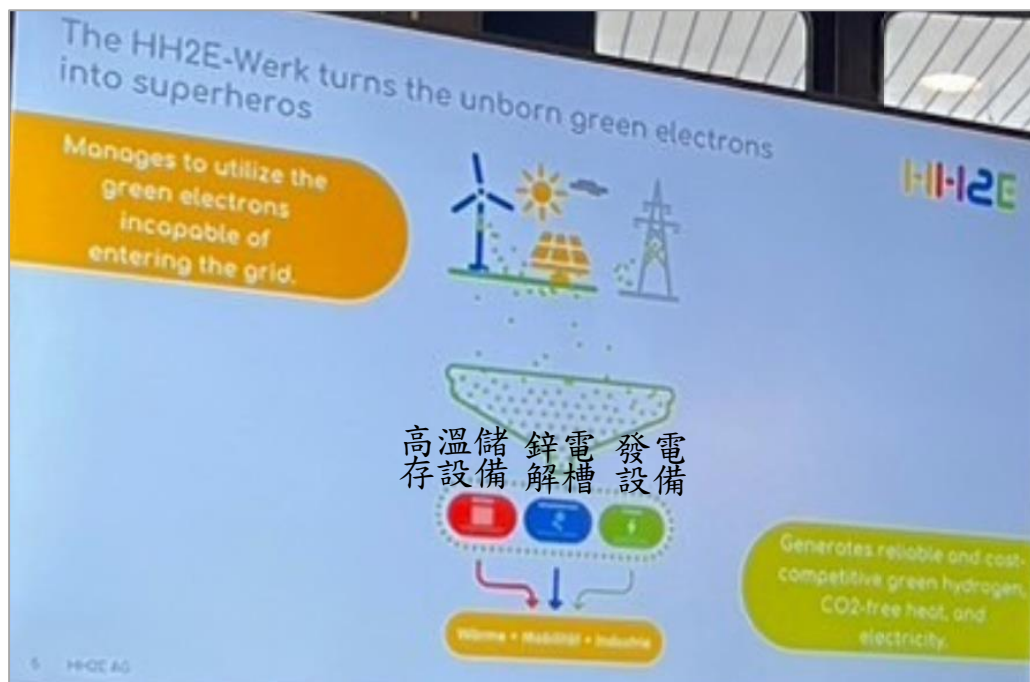 The HH2E-Werk turns the unborn green electrons
into superheros
Manages to utilize the
green electrons
incapable of
entering the grid.
HH2E
高溫儲 鋅電 發電
存設備 解槽 設備
Wärme • Mobilität • Industrie
Generates reliable and cost-
competitive green hydrogen,
CO2-free heat, and
electricity.
6 HH2E AG